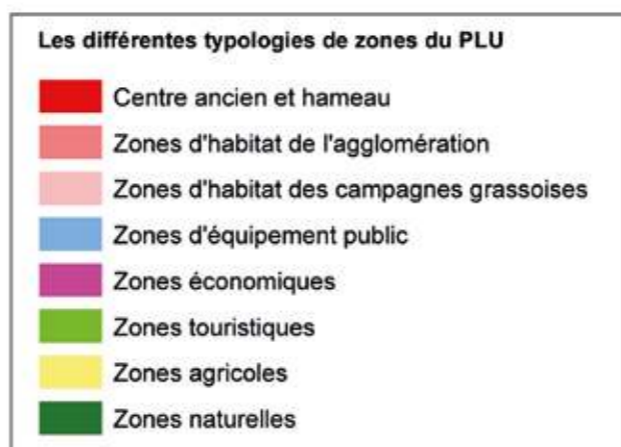 Les différentes typologies de zones du PLU
Centre ancien et hameau
Zones d'habitat de l'agglomération
Zones d'habitat des campagnes grassoises
Zones d'équipement public
Zones économiques
Zones touristiques
Zones agricoles
Zones naturelles